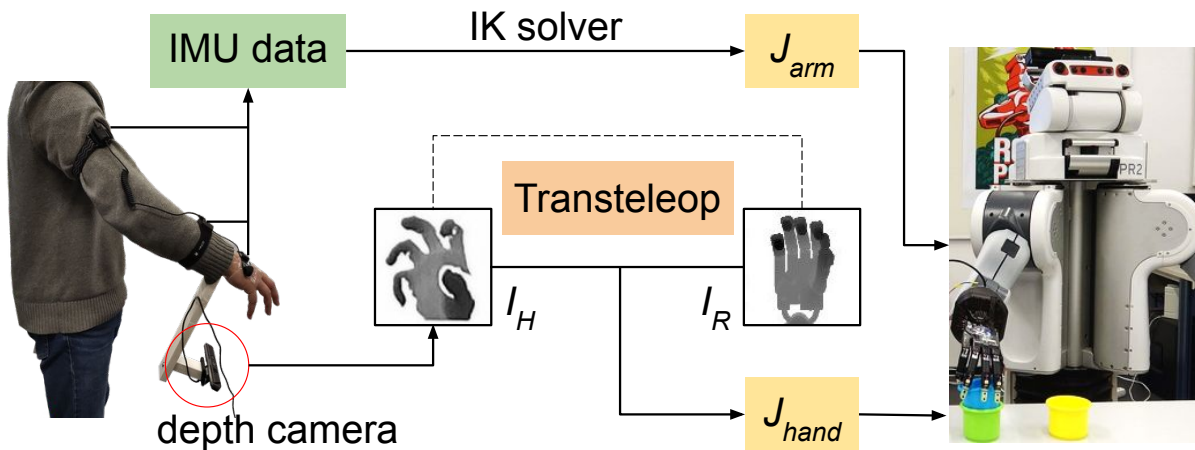 IMU data
IK solver
J_arm
Transteleop
I_H
I_R
depth camera
J_hand
PR2